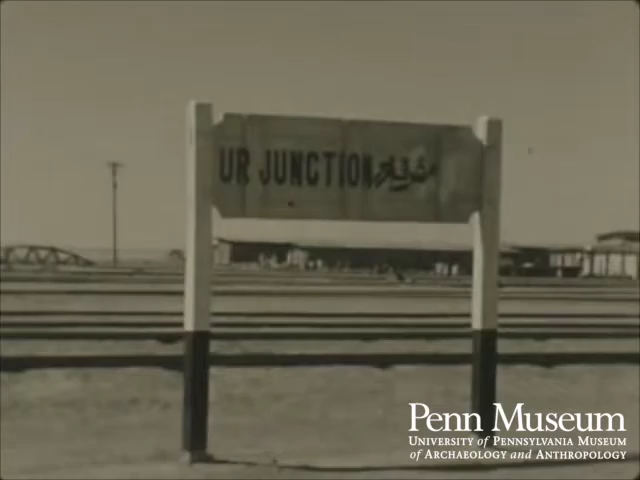 UR JUNCTION
Penn Museum
UNIVERSITY of PENNSYLVANIA MUSEUM
of ARCHAEOLOGY and ANTHROPOLOGY